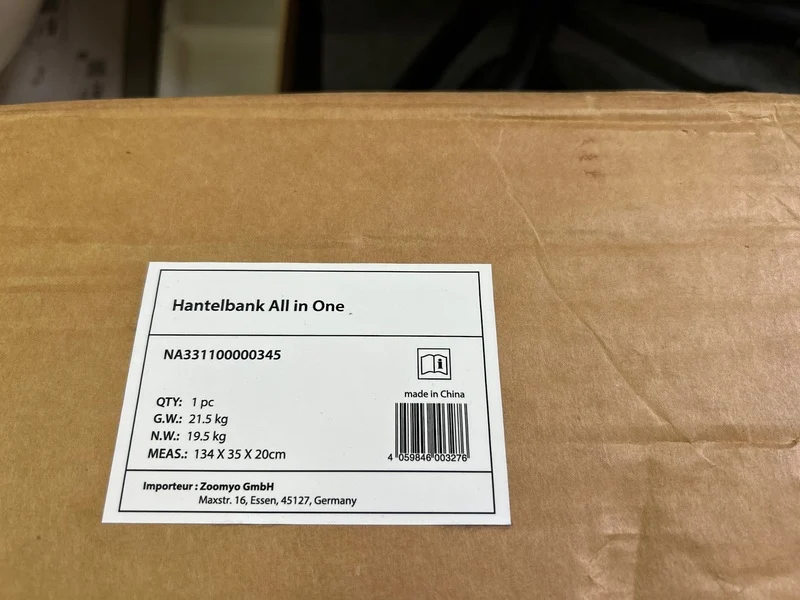 Hantelbank All in One
NA331100000345
QTY: 1 pc
G.W.: 21.5 kg
N.W.: 19.5 kg
MEAS.: 134 X 35 X 20cm
made in China
4 059846 003276
Importeur : Zoomyo GmbH
Maxstr. 16, Essen, 45127, Germany